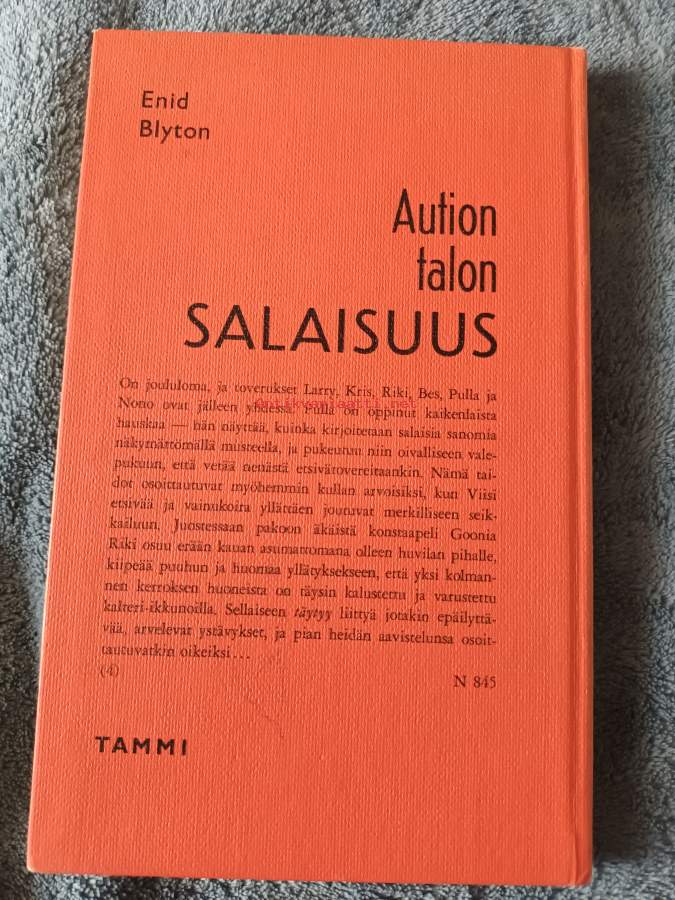 Enid
Blyton
Aution
talon
SALAISUUS
On joululoma, ja toverukset Larry, Kris, Riki, Bes, Pulla ja
Nono ovat jälleen yhdessä. Pulla on oppinut kaikenlaista
hauskaa — hän näyttää, kuinka kirjoitetaan salaisia sanomia
näkymättömällä musteella, ja pukeutuu niin oivalliseen vale-
pukuun, että vetää nenästä etsivätovereitaankin. Nämä tai-
dot osoittautuvat myöhemmin kullan arvoisiksi, kun Viisi
etsivää ja vainukoira yllättäen joutuvat merkilliseen seik-
kailuun. Juostessaan pakoon äkäistä konstaapeli Goonia
Riki osuu erään kauan asumattomana olleen huvilan pihalle,
kiipeää puuhun ja huomaa yllätyksekseen, että yksi kolman-
nen kerroksen huoneista on täysin kalustettu ja varustettu
kalteri-ikkunoilla. Sellaiseen täytyy liittyä jotakin epäilyttä-
vää, arvelevat ystävykset, ja pian heidän aavistelunsa osoit-
tautuvatkin oikeiksi...
(4)
N 845
TAMMI